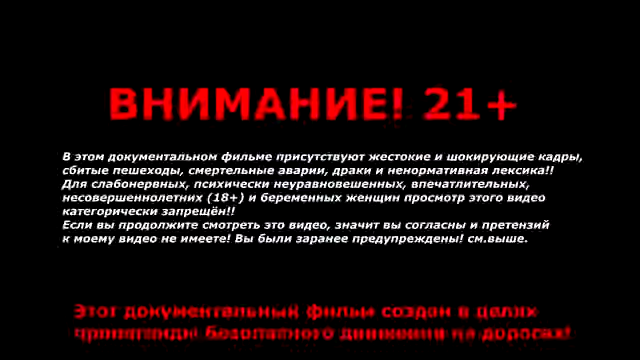 ВНИМАНИЕ! 21+
В этом документальном фильме присутствуют жестокие и шокирующие кадры,
сбитые пешеходы, смертельные аварии, драки и ненормативная лексика!!
Для слабонервных, психически неуравновешенных, впечатлительных,
несовершеннолетних (18+) и беременных женщин просмотр этого видео
категорически запрещён!!
Если вы продолжите смотреть это видео, значит вы согласны и претензий
к моему видео не имеете! Вы были заранее предупреждены! см.выше.
Этот документальный фильм создан в целях
пропаганды безопасного движения на дорогах!